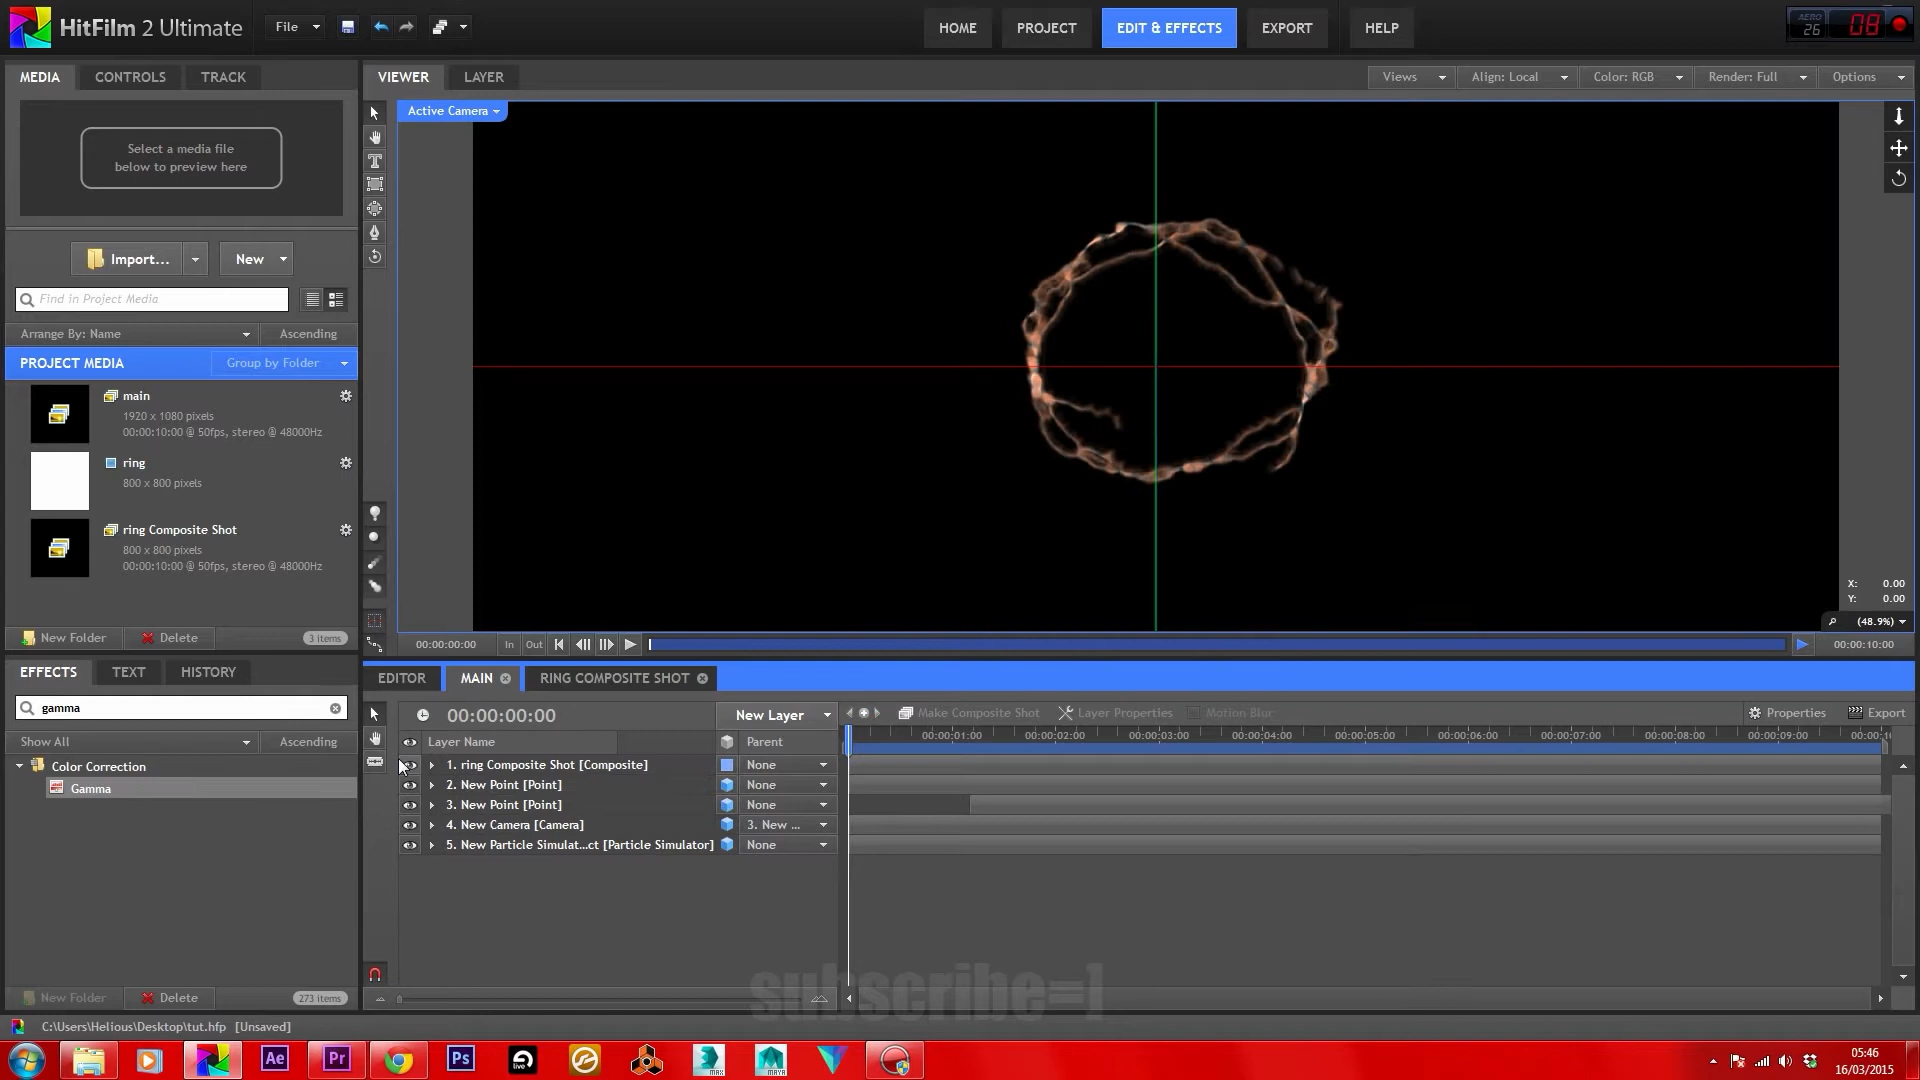 HitFilm 2 Ultimate
File
HOME
PROJECT
EDIT & EFFECTS
EXPORT
HELP
AERO
26
08
MEDIA
CONTROLS
TRACK
VIEWER
LAYER
Views
Align: Local
Color: RGB
Render: Full
Options
Active Camera
Select a media file
below to preview here
Import...
New
Find in Project Media
Arrange By: Name
Ascending
PROJECT MEDIA
Group by Folder
main
1920 x 1080 pixels
00:00:10:00 @ 50fps, stereo @ 48000Hz
ring
800 x 800 pixels
ring Composite Shot
800 x 800 pixels
00:00:10:00 @ 50fps, stereo @ 48000Hz
X: 0.00
Y: 0.00
(48.9%)
New Folder
Delete
3 items
00:00:00:00
In
Out
00:00:10:00
EFFECTS
TEXT
HISTORY
EDITOR
MAIN
RING COMPOSITE SHOT
gamma
Show All
Ascending
Color Correction
Gamma
00:00:00:00
New Layer
Make Composite Shot
Layer Properties
Motion Blur
Properties
Export
Layer Name
Parent
00:00:01:00
00:00:02:00
00:00:03:00
00:00:04:00
00:00:05:00
00:00:06:00
00:00:07:00
00:00:08:00
00:00:09:00
1. ring Composite Shot [Composite]
None
2. New Point [Point]
None
3. New Point [Point]
None
4. New Camera [Camera]
3. New ...
5. New Particle Simulat...ct [Particle Simulator]
None
subscribe=1
New Folder
Delete
273 items
C:\Users\Helious\Desktop\tut.hfp [Unsaved]
Ae
Pr
Ps
live
MAX
MAYA
05:46
16/03/2015